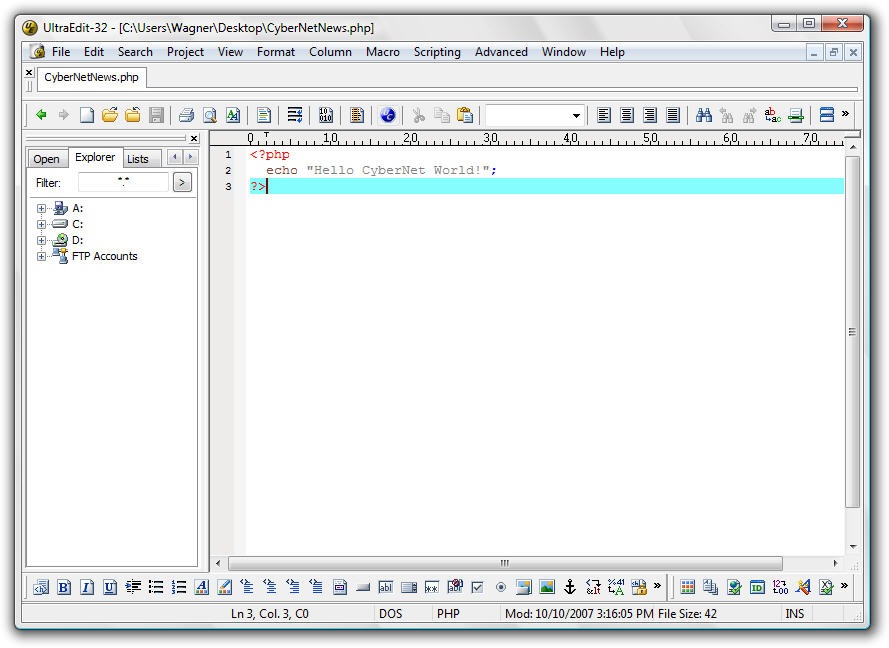 UltraEdit-32 - [C:\Users\Wagner\Desktop\CyberNetNews.php]
File Edit Search Project View Format Column Macro Scripting Advanced Window Help
CyberNetNews.php
Open Explorer Lists
Filter: *.* >
A:
C:
D:
FTP Accounts
0 10 20 30 40 50 60 70
1 <?php
2 echo "Hello CyberNet World!";
3 ?>
Ln 3, Col. 3, C0 DOS PHP Mod: 10/10/2007 3:16:05 PM File Size: 42 INS